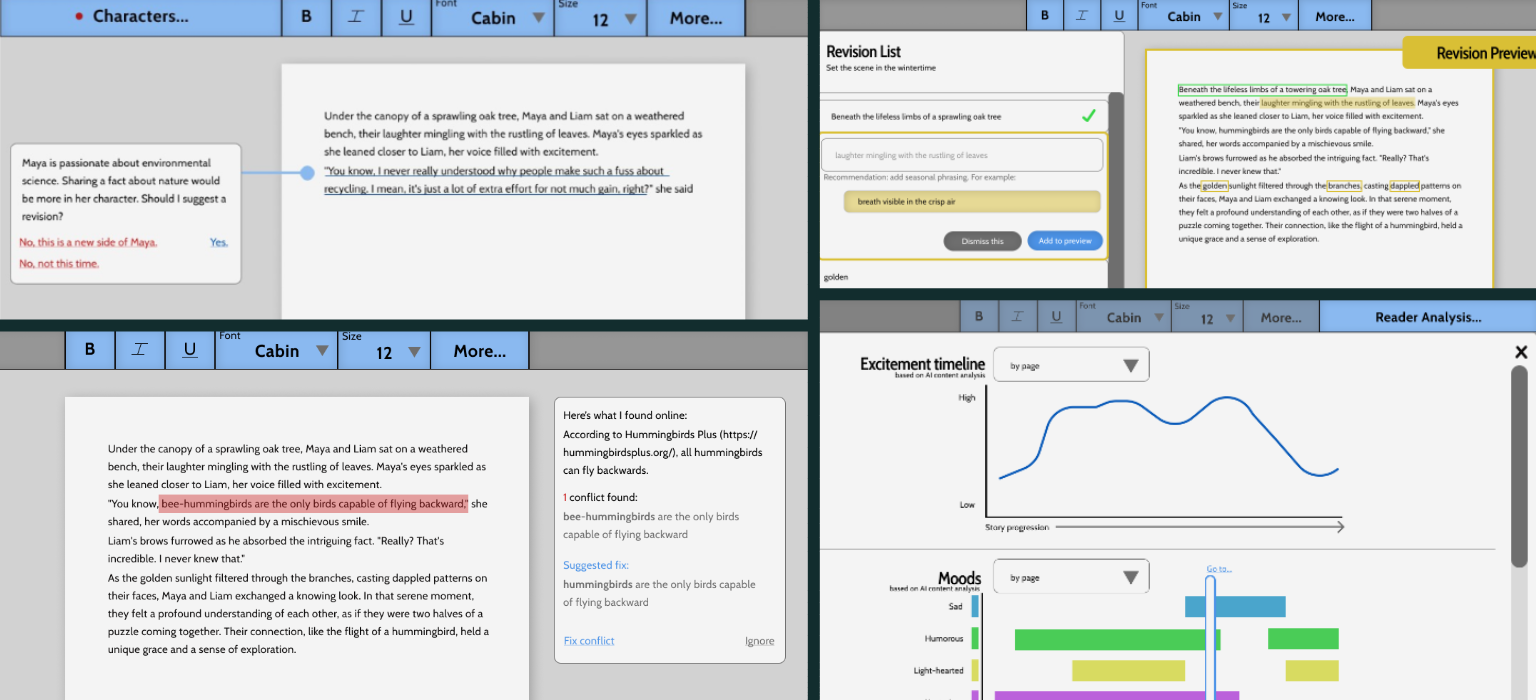 Characters...
B I U Font Cabin Size 12 More...
Maya is passionate about environmental
science. Sharing a fact about nature would
be more in her character. Should I suggest a
revision?
No, this is a new side of Maya. Yes.
No, not this time.
Under the canopy of a sprawling oak tree, Maya and Liam sat on a weathered
bench, their laughter mingling with the rustling of leaves. Maya's eyes sparkled as
she leaned closer to Liam, her voice filled with excitement.
"You know, I never really understood why people make such a fuss about
recycling. I mean, it's just a lot of extra effort for not much gain, right?" she said
B I U Font Cabin Size 12 More...
Revision List
Set the scene in the wintertime
Beneath the lifeless limbs of a sprawling oak tree
laughter mingling with the rustling of leaves
Recommendation: add seasonal phrasing. For example:
breath visible in the crisp air
Dismiss this Add to preview
golden
Revision Preview
Beneath the lifeless limbs of a towering oak tree, Maya and Liam sat on a
weathered bench, their laughter mingling with the rustling of leaves. Maya's eyes
sparkled as she leaned closer to Liam, her voice filled with excitement.
"You know, hummingbirds are the only birds capable of flying backward," she
shared, her words accompanied by a mischievous smile.
Liam's brows furrowed as he absorbed the intriguing fact. "Really? That's
incredible. I never knew that."
As the golden sunlight filtered through the branches, casting dappled patterns on
their faces, Maya and Liam exchanged a knowing look. In that serene moment,
they felt a profound understanding of each other, as if they were two halves of a
puzzle coming together. Their connection, like the flight of a hummingbird, held a
unique grace and a sense of exploration.
B I U Font Cabin Size 12 More...
Under the canopy of a sprawling oak tree, Maya and Liam sat on a weathered
bench, their laughter mingling with the rustling of leaves. Maya's eyes sparkled as
she leaned closer to Liam, her voice filled with excitement.
"You know, bee-hummingbirds are the only birds capable of flying backward," she
shared, her words accompanied by a mischievous smile.
Liam's brows furrowed as he absorbed the intriguing fact. "Really? That's
incredible. I never knew that."
As the golden sunlight filtered through the branches, casting dappled patterns on
their faces, Maya and Liam exchanged a knowing look. In that serene moment,
they felt a profound understanding of each other, as if they were two halves of a
puzzle coming together. Their connection, like the flight of a hummingbird, held a
unique grace and a sense of exploration.
Here's what I found online:
According to Hummingbirds Plus (https://
hummingbirdsplus.org/), all hummingbirds
can fly backwards.
1 conflict found:
bee-hummingbirds are the only birds
capable of flying backward
Suggested fix:
hummingbirds are the only birds capable
of flying backward
Fix conflict Ignore
B I U Font Cabin Size 12 More... Reader Analysis...
X
Excitement timeline
based on AI content analysis
by page
High
Low
Story progression
Moods
based on AI content analysis
by page
Go to...
Sad
Humorous
Light-hearted